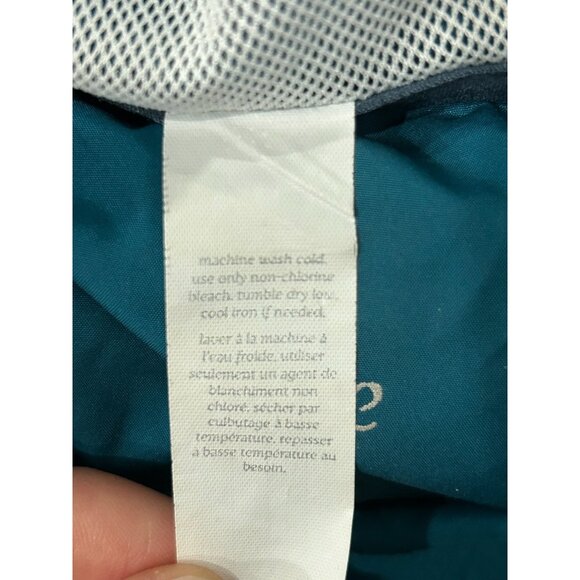 machine wash cold.
use only non-chlorine
bleach. tumble dry low.
cool iron if needed.
laver à la machine à
l'eau froide. utiliser
seulement un agent de
blanchiment non
chloré. sécher par
culbutage à basse
température. repasser
à basse température au
besoin.
e